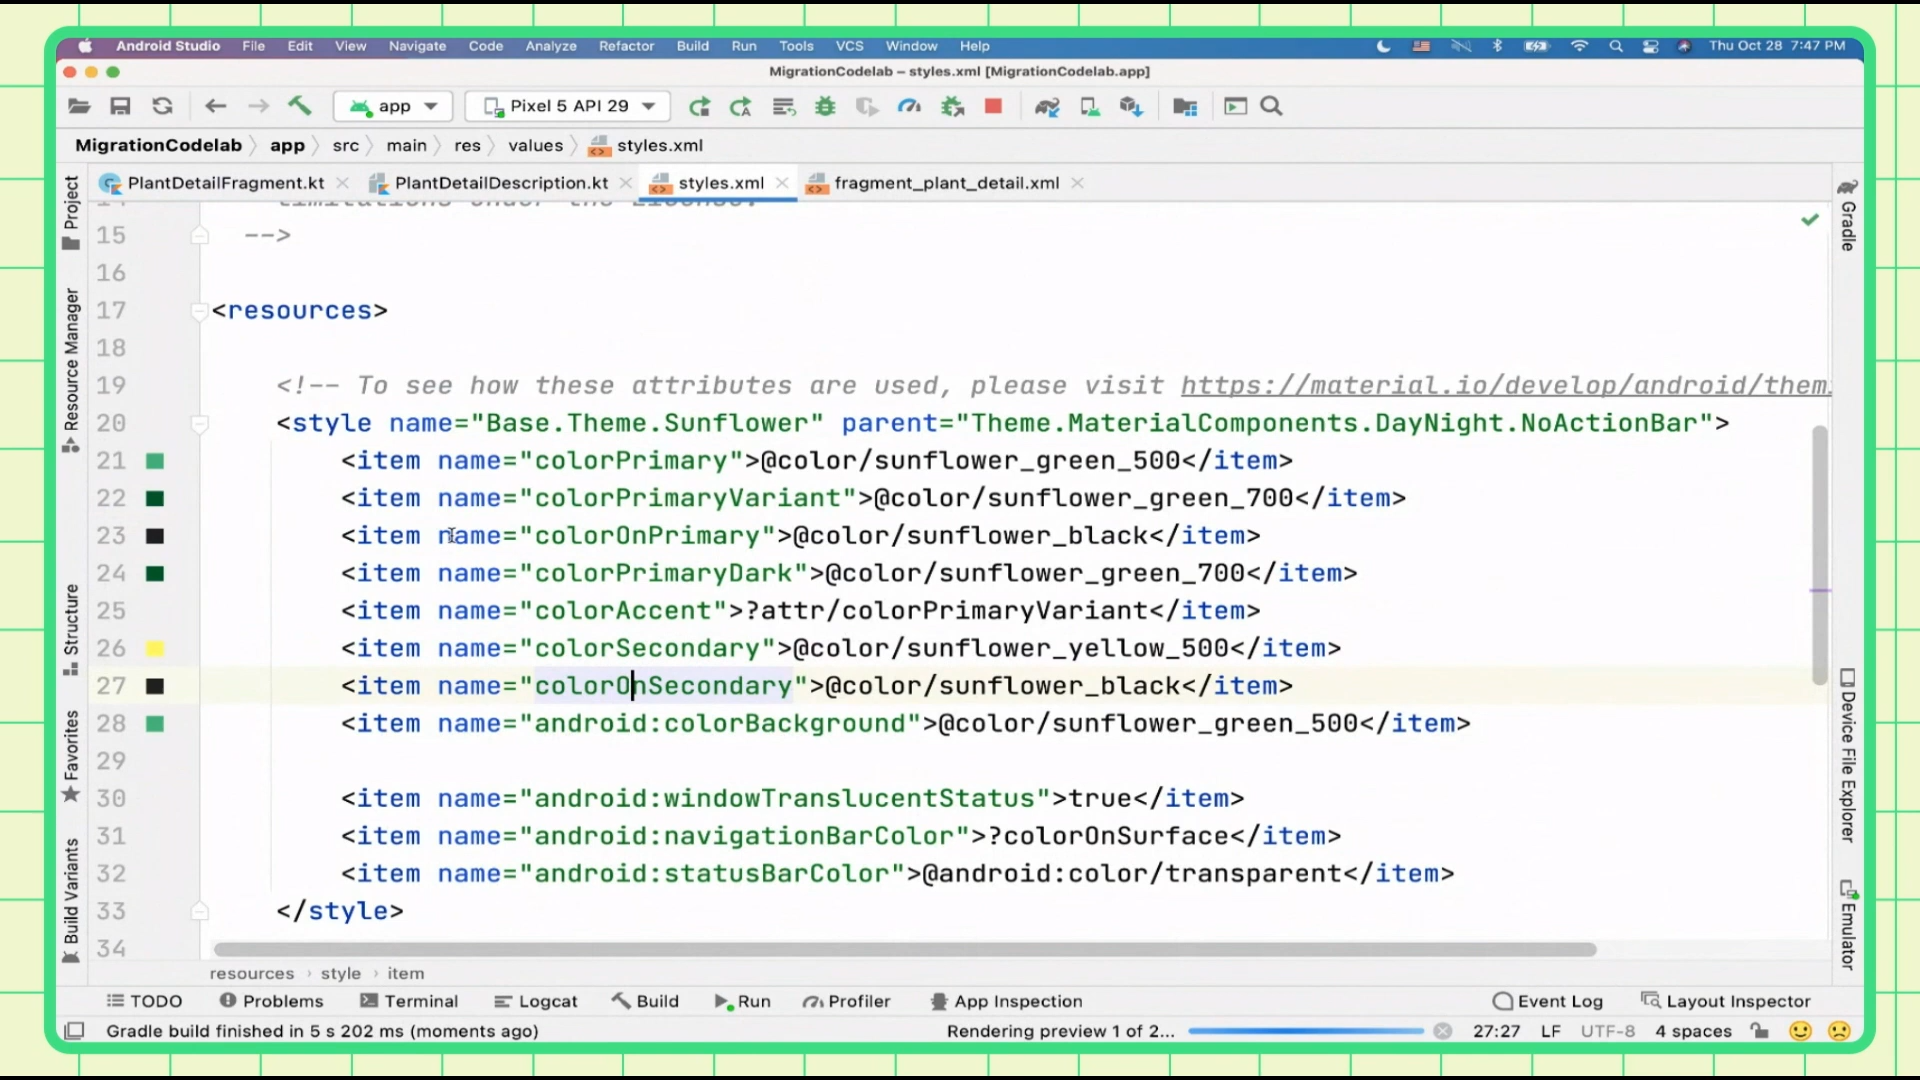 Android Studio File Edit View Navigate Code Analyze Refactor Build Run Tools VCS Window Help Thu Oct 28 7:47 PM
MigrationCodelab – styles.xml [MigrationCodelab.app]
app Pixel 5 API 29
MigrationCodelab app src main res values styles.xml
PlantDetailFragment.kt PlantDetailDescription.kt styles.xml fragment_plant_detail.xml
Project
Resource Manager
Structure
Favorites
Build Variants
Gradle
Device File Explorer
Emulator
14 limitations under the License.
15 -->
16
17 <resources>
18
19 <!-- To see how these attributes are used, please visit https://material.io/develop/android/them
20 <style name="Base.Theme.Sunflower" parent="Theme.MaterialComponents.DayNight.NoActionBar">
21 <item name="colorPrimary">@color/sunflower_green_500</item>
22 <item name="colorPrimaryVariant">@color/sunflower_green_700</item>
23 <item name="colorOnPrimary">@color/sunflower_black</item>
24 <item name="colorPrimaryDark">@color/sunflower_green_700</item>
25 <item name="colorAccent">?attr/colorPrimaryVariant</item>
26 <item name="colorSecondary">@color/sunflower_yellow_500</item>
27 <item name="colorOnSecondary">@color/sunflower_black</item>
28 <item name="android:colorBackground">@color/sunflower_green_500</item>
29
30 <item name="android:windowTranslucentStatus">true</item>
31 <item name="android:navigationBarColor">?colorOnSurface</item>
32 <item name="android:statusBarColor">@android:color/transparent</item>
33 </style>
34
resources › style › item
TODO Problems Terminal Logcat Build Run Profiler App Inspection Event Log Layout Inspector
Gradle build finished in 5 s 202 ms (moments ago) Rendering preview 1 of 2... 27:27 LF UTF-8 4 spaces